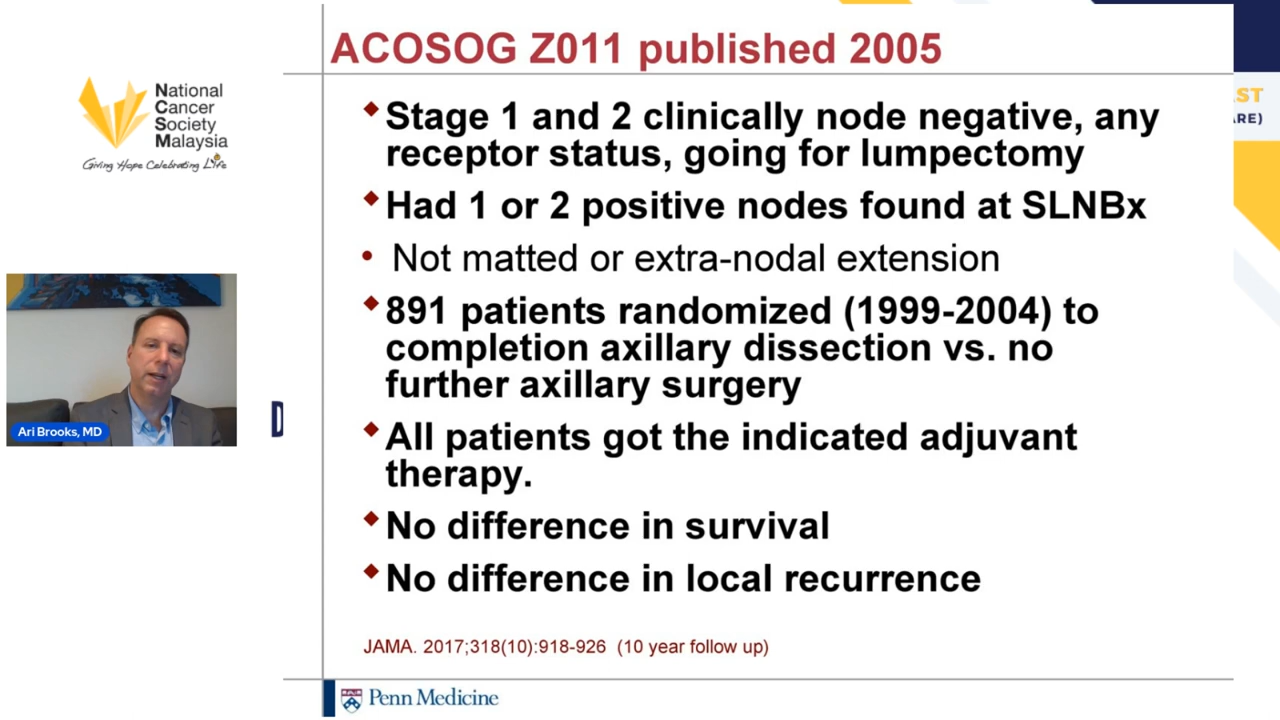 National
Cancer
Society
Malaysia
Giving Hope Celebrating Life
Ari Brooks, MD
D
ACOSOG Z011 published 2005
Stage 1 and 2 clinically node negative, any
receptor status, going for lumpectomy
Had 1 or 2 positive nodes found at SLNBx
• Not matted or extra-nodal extension
891 patients randomized (1999-2004) to
completion axillary dissection vs. no
further axillary surgery
All patients got the indicated adjuvant
therapy.
No difference in survival
No difference in local recurrence
JAMA. 2017;318(10):918-926 (10 year follow up)
Penn Medicine
ST
RE)